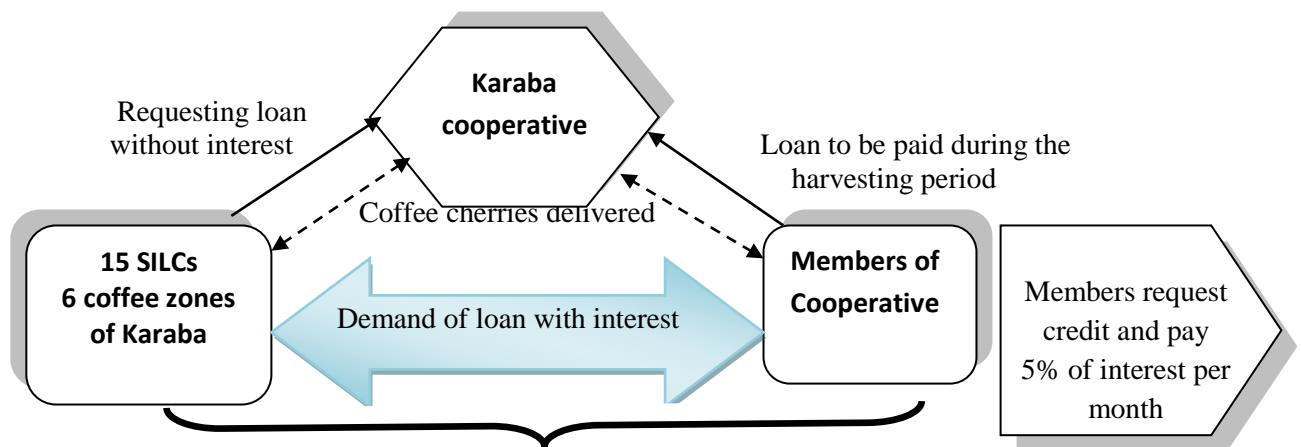 Karaba
cooperative
Requesting loan
without interest
Loan to be paid during the
harvesting period
Coffee cherries delivered
15 SILCs
6 coffee zones
of Karaba
Members of
Cooperative
Demand of loan with interest
Members request
credit and pay
5% of interest per
month